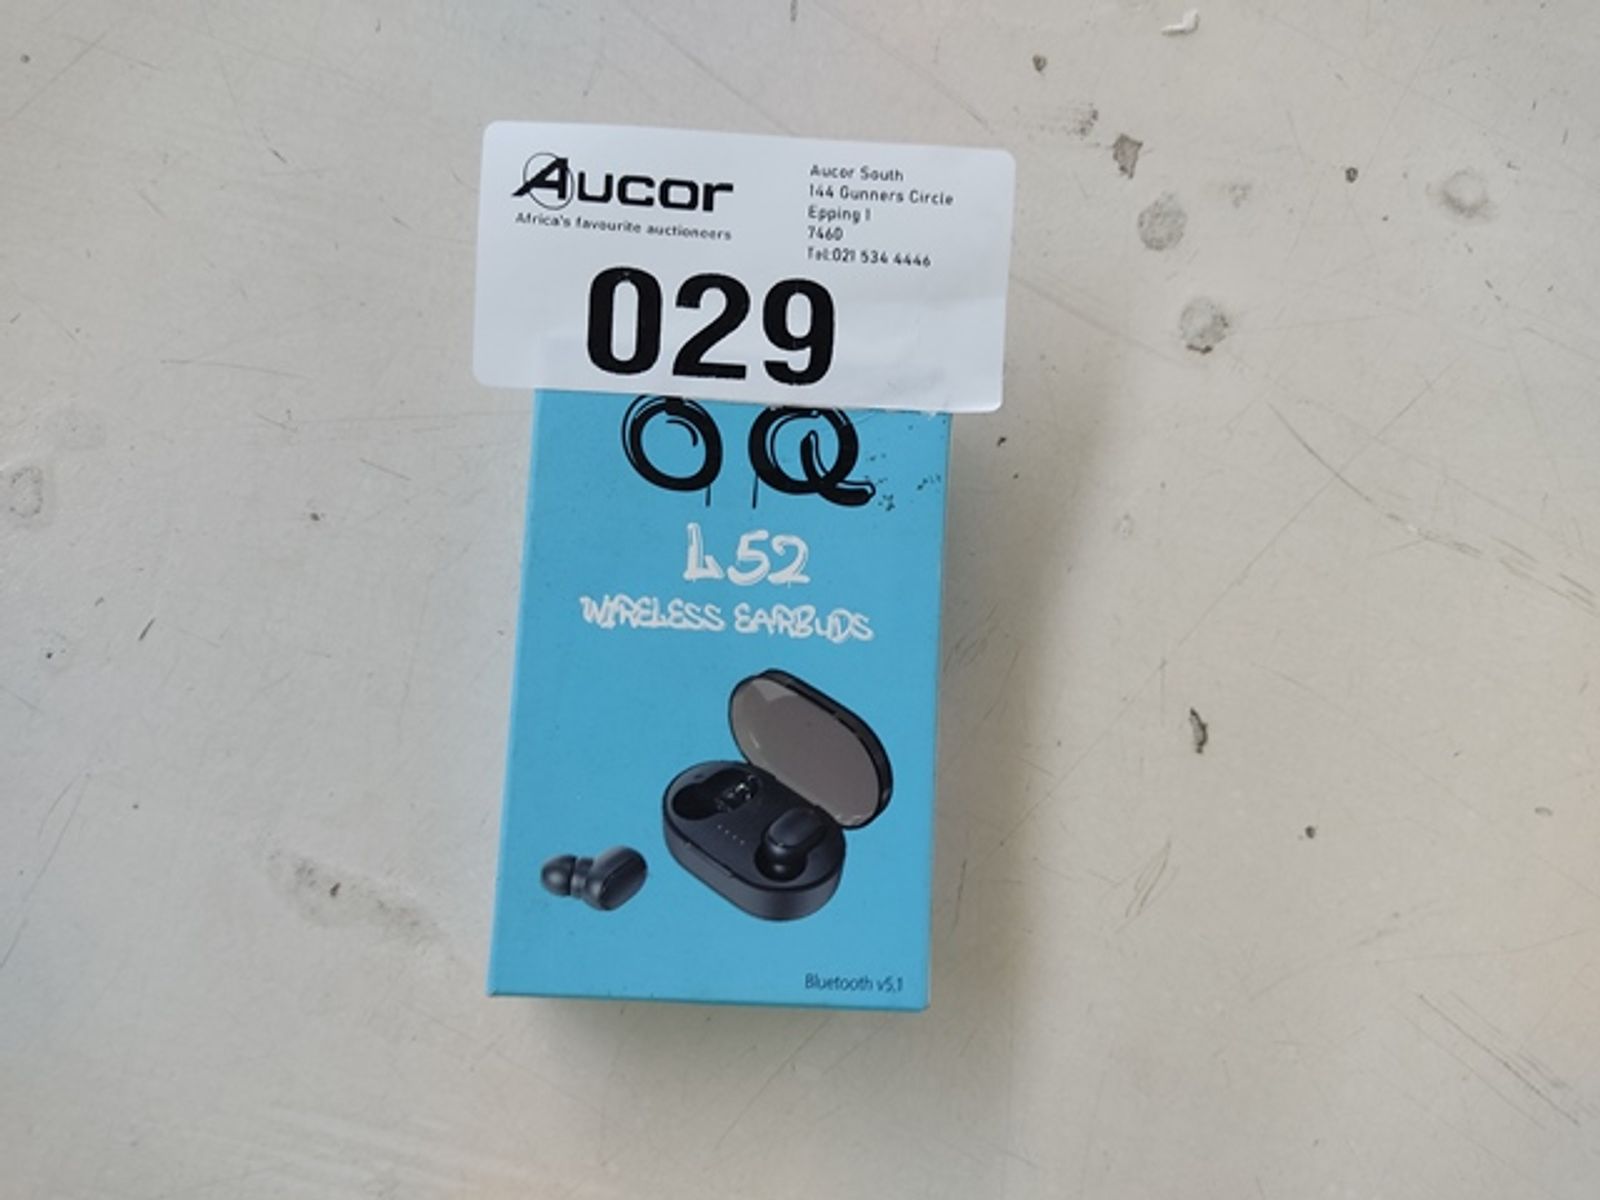 Aucor
Africa's favourite auctioneers
Aucor South
144 Gunners Circle
Epping 1
7460
Tel:021 534 4446
029
OQ
L52
WIRELESS EARBUDS
Bluetooth v5.1